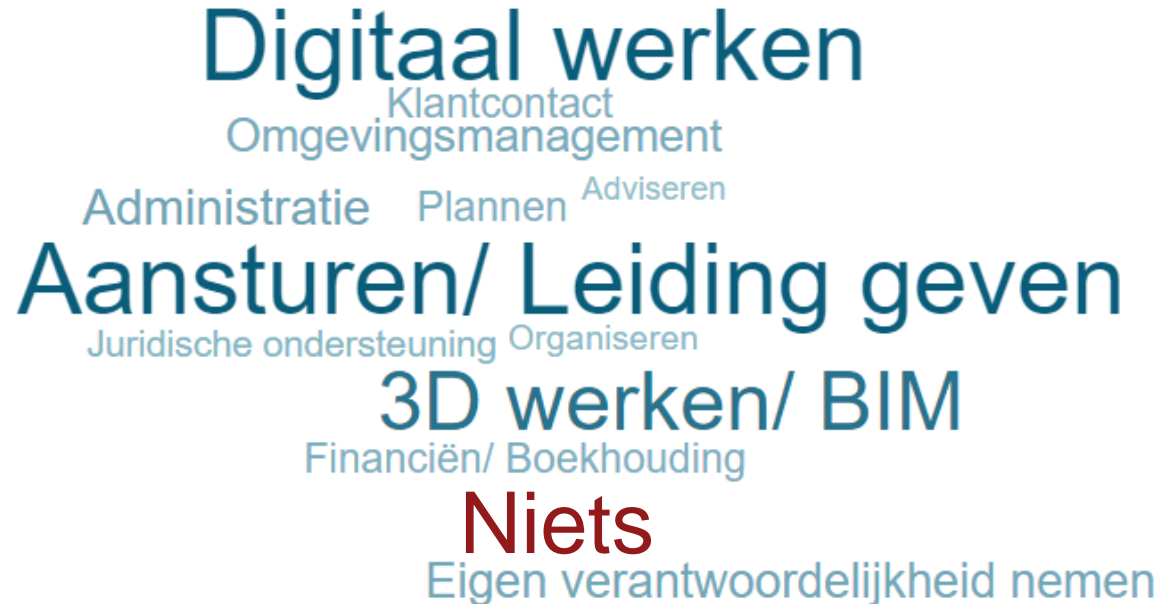 Digitaal werken
Klantcontact
Omgevingsmanagement
Administratie Plannen Adviseren
Aansturen/ Leiding geven
Juridische ondersteuning Organiseren
3D werken/ BIM
Financiën/ Boekhouding
Niets
Eigen verantwoordelijkheid nemen